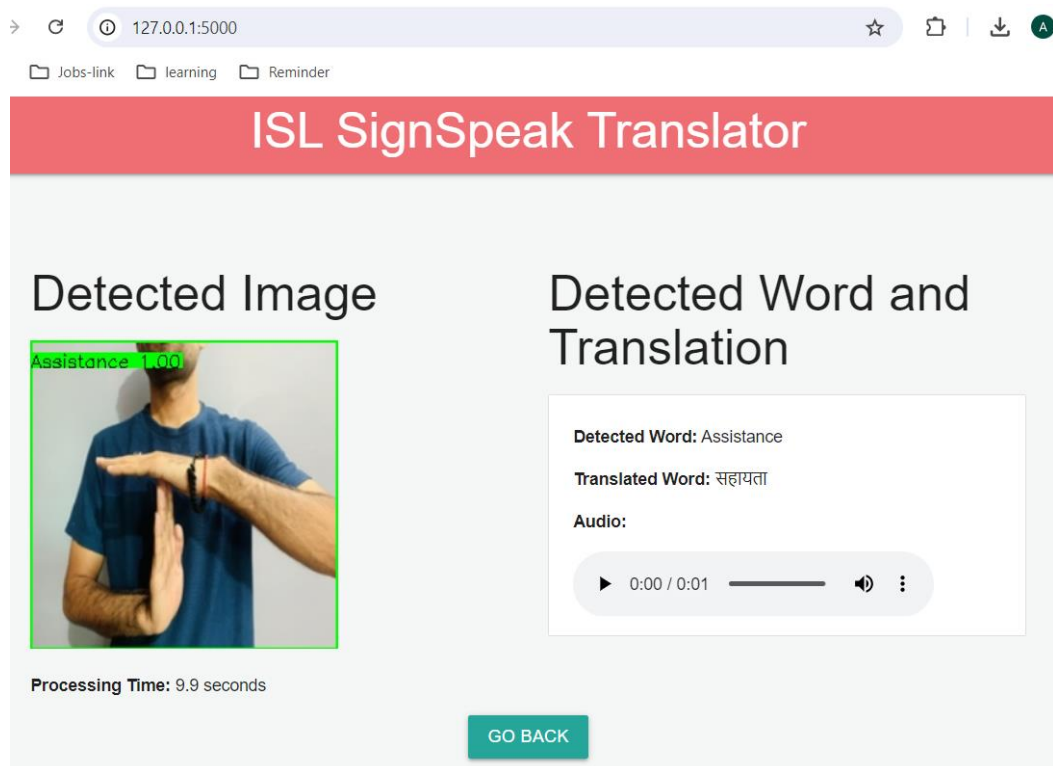 127.0.0.1:5000
A
Jobs-link learning Reminder
ISL SignSpeak Translator
Detected Image
Detected Word and
Translation
Assistance 1.00
Detected Word: Assistance
Translated Word: सहायता
Audio:
0:00 / 0:01
Processing Time: 9.9 seconds
GO BACK